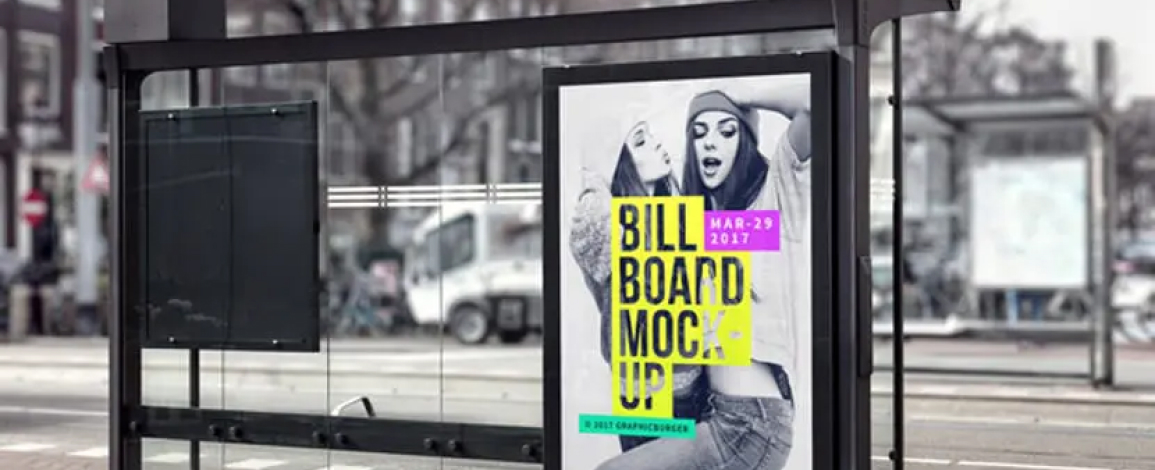 BILL
MAR-29
2017
BOARD
MOCK-
UP
© 2017 GRAPHICBURGER